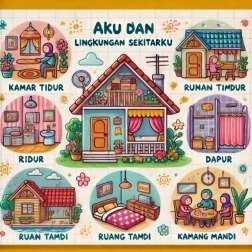 AKU DAN
LINGKUNGAN SEKITARKU
KAMAR TIDUR
RUMAN TIMDUR
RIDUR
DAPUR
RUAN TAMDI
RUANG TAMDI
KAMANG MANDI